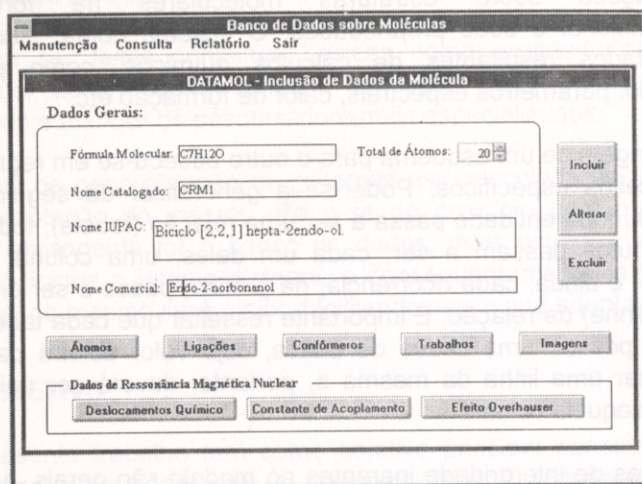 Banco de Dados sobre Moléculas
Manutenção Consulta Relatório Sair
DATAMOL - Inclusão de Dados da Molécula
Dados Gerais:
Fórmula Molecular: C7H12O Total de Átomos: 20
Incluir
Nome Catalogado: CRM1
Alterar
Nome IUPAC: Biciclo [2,2,1] hepta-2endo-ol.
Excluir
Nome Comercial: Endo-2-norbonanol
Átomos Ligações Confôrmeros Trabalhos Imagens
Dados de Ressonância Magnética Nuclear
Deslocamentos Químico Constante de Acoplamento Efeito Overhauser